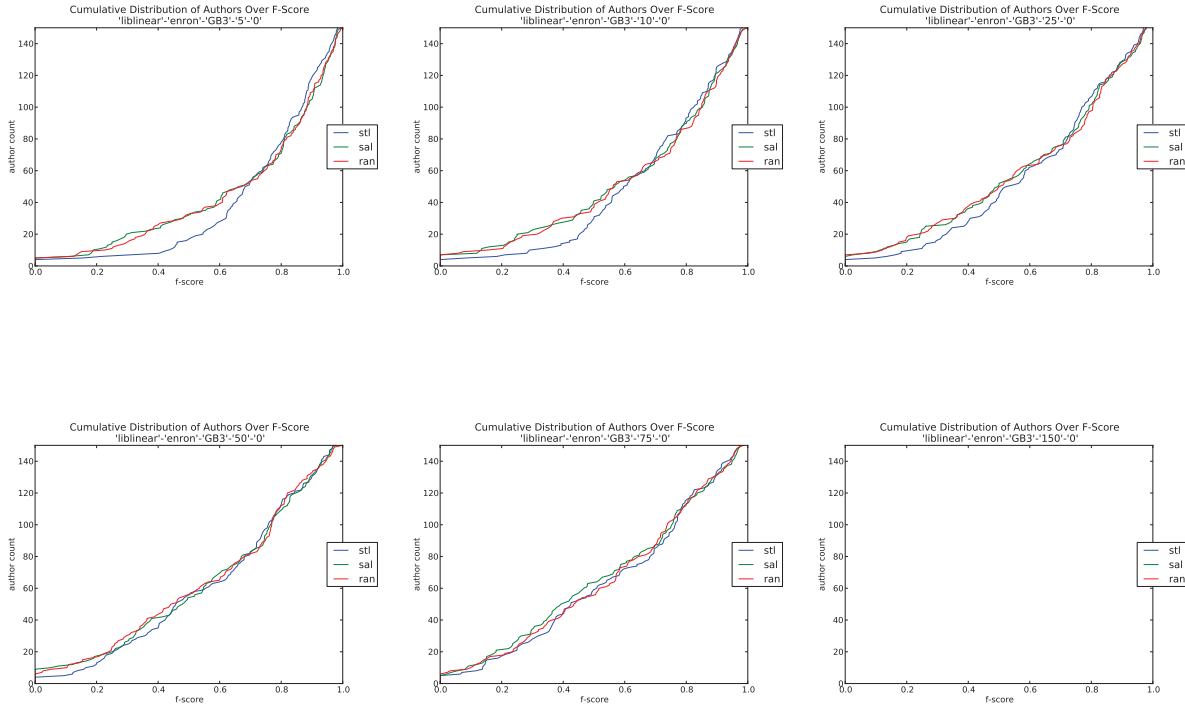 Cumulative Distribution of Authors Over F-Score
'liblinear'-'enron'-'GB3'-'5'-'0'
140
120
100
80
60
40
20
0
author count
0.0 0.2 0.4 0.6 0.8 1.0
f-score
stl
sal
ran
Cumulative Distribution of Authors Over F-Score
'liblinear'-'enron'-'GB3'-'10'-'0'
140
120
100
80
60
40
20
0
author count
0.0 0.2 0.4 0.6 0.8 1.0
f-score
stl
sal
ran
Cumulative Distribution of Authors Over F-Score
'liblinear'-'enron'-'GB3'-'25'-'0'
140
120
100
80
60
40
20
0
author count
0.0 0.2 0.4 0.6 0.8 1.0
f-score
stl
sal
ran
Cumulative Distribution of Authors Over F-Score
'liblinear'-'enron'-'GB3'-'50'-'0'
140
120
100
80
60
40
20
0
author count
0.0 0.2 0.4 0.6 0.8 1.0
f-score
stl
sal
ran
Cumulative Distribution of Authors Over F-Score
'liblinear'-'enron'-'GB3'-'75'-'0'
140
120
100
80
60
40
20
0
author count
0.0 0.2 0.4 0.6 0.8 1.0
f-score
stl
sal
ran
Cumulative Distribution of Authors Over F-Score
'liblinear'-'enron'-'GB3'-'150'-'0'
140
120
100
80
60
40
20
0
author count
0.0 0.2 0.4 0.6 0.8 1.0
f-score
stl
sal
ran